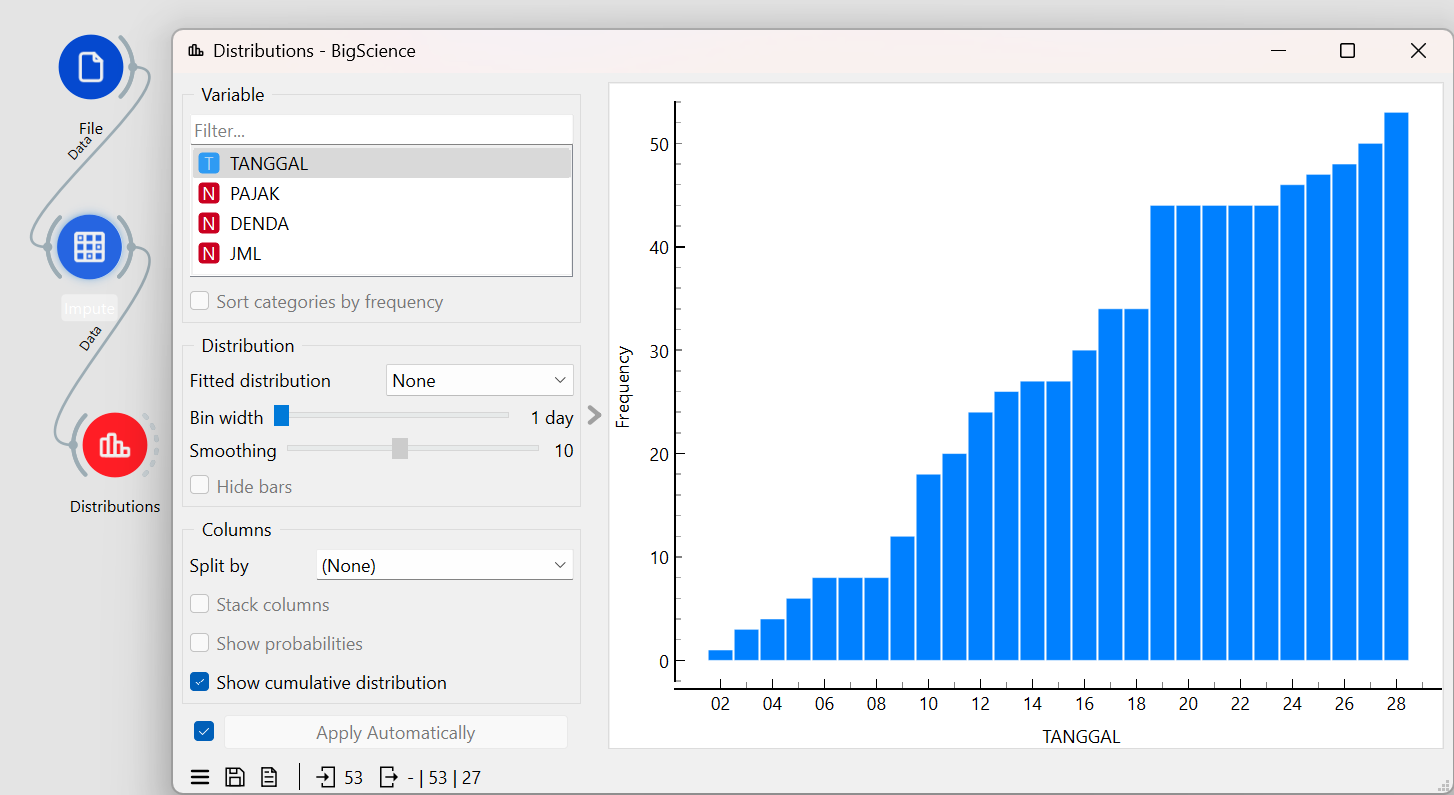 Distributions - BigScience
File
Data
Impute
Data
Distributions
Variable
Filter...
T TANGGAL
N PAJAK
N DENDA
N JML
Sort categories by frequency
Distribution
Fitted distribution None
Bin width 1 day
Smoothing 10
Hide bars
Columns
Split by (None)
Stack columns
Show probabilities
Show cumulative distribution
Apply Automatically
53 - | 53 | 27
Frequency
50
40
30
20
10
0
02 04 06 08 10 12 14 16 18 20 22 24 26 28
TANGGAL